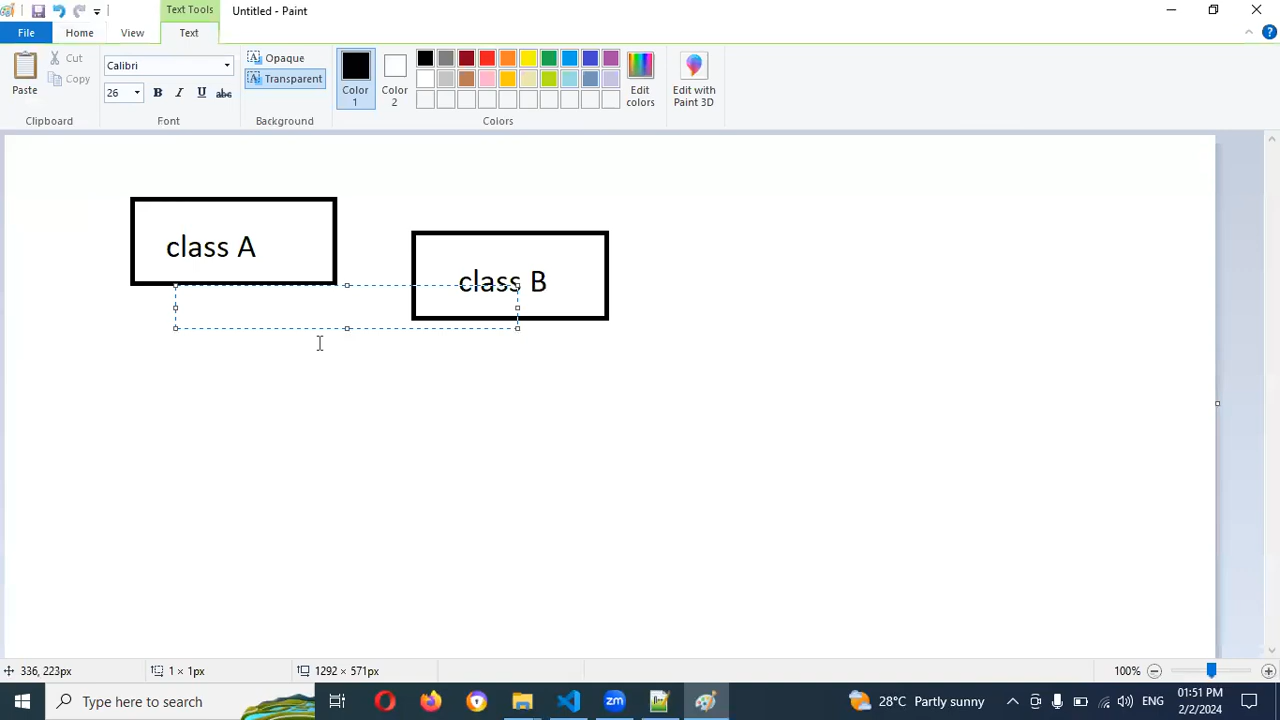 Text Tools
Untitled - Paint
File
Home
View
Text
Paste
Cut
Copy
Clipboard
Calibri
26
B I U abc
Font
Opaque
Transparent
Background
Color 1
Color 2
Edit colors
Colors
Edit with Paint 3D
class A
class B
336, 223px
1 × 1px
1292 × 571px
100%
Type here to search
28°C Partly sunny
ENG
01:51 PM
2/2/2024